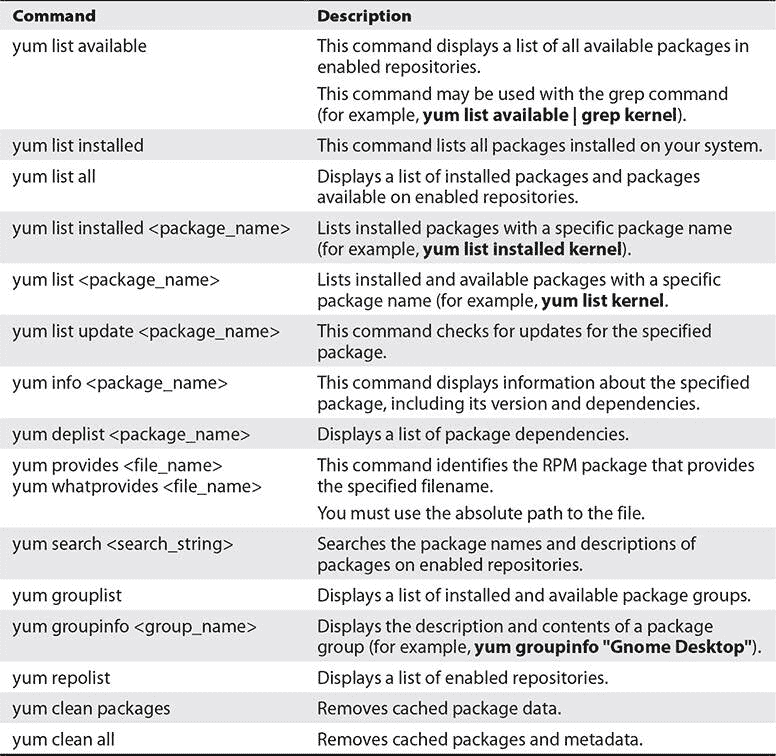 Command Description
yum list available This command displays a list of all available packages in
enabled repositories.
This command may be used with the grep command
(for example, yum list available | grep kernel).
yum list installed This command lists all packages installed on your system.
yum list all Displays a list of installed packages and packages
available on enabled repositories.
yum list installed <package_name> Lists installed packages with a specific package name
(for example, yum list installed kernel).
yum list <package_name> Lists installed and available packages with a specific
package name (for example, yum list kernel.
yum list update <package_name> This command checks for updates for the specified
package.
yum info <package_name> This command displays information about the specified
package, including its version and dependencies.
yum deplist <package_name> Displays a list of package dependencies.
yum provides <file_name> This command identifies the RPM package that provides
yum whatprovides <file_name> the specified filename.
You must use the absolute path to the file.
yum search <search_string> Searches the package names and descriptions of
packages on enabled repositories.
yum grouplist Displays a list of installed and available package groups.
yum groupinfo <group_name> Displays the description and contents of a package
group (for example, yum groupinfo "Gnome Desktop").
yum repolist Displays a list of enabled repositories.
yum clean packages Removes cached package data.
yum clean all Removes cached packages and metadata.